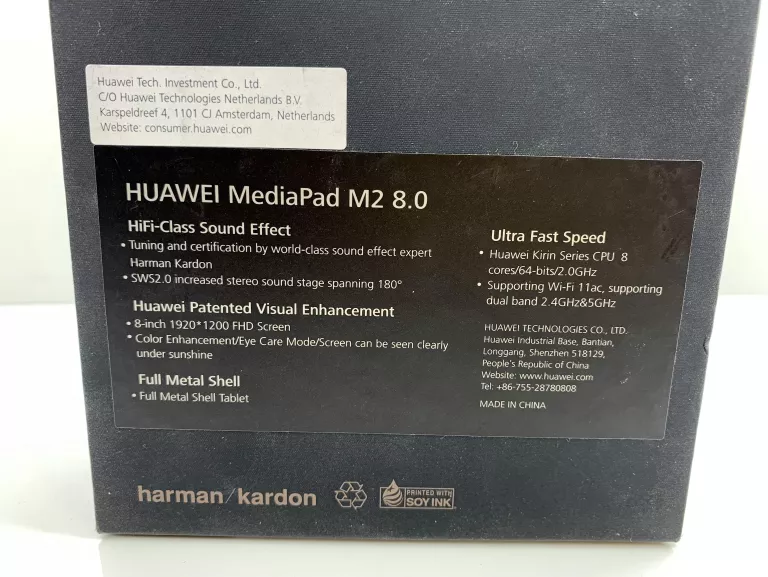 Huawei Tech. Investment Co., Ltd.
C/O Huawei Technologies Netherlands B.V.
Karspeldreef 4, 1101 CJ Amsterdam, Netherlands
Website: consumer.huawei.com
HUAWEI MediaPad M2 8.0
HiFi-Class Sound Effect
• Tuning and certification by world-class sound effect expert
Harman Kardon
• SWS2.0 increased stereo sound stage spanning 180°
Huawei Patented Visual Enhancement
• 8-inch 1920*1200 FHD Screen
• Color Enhancement/Eye Care Mode/Screen can be seen clearly
under sunshine
Full Metal Shell
• Full Metal Shell Tablet
Ultra Fast Speed
• Huawei Kirin Series CPU 8
cores/64-bits/2.0GHz
• Supporting Wi-Fi 11ac, supporting
dual band 2.4GHz&5GHz
HUAWEI TECHNOLOGIES CO., LTD.
Huawei Industrial Base, Bantian,
Longgang, Shenzhen 518129,
People's Republic of China
Website: www.huawei.com
Tel: +86-755-28780808
MADE IN CHINA
harman/kardon
PRINTED WITH
SOY INK